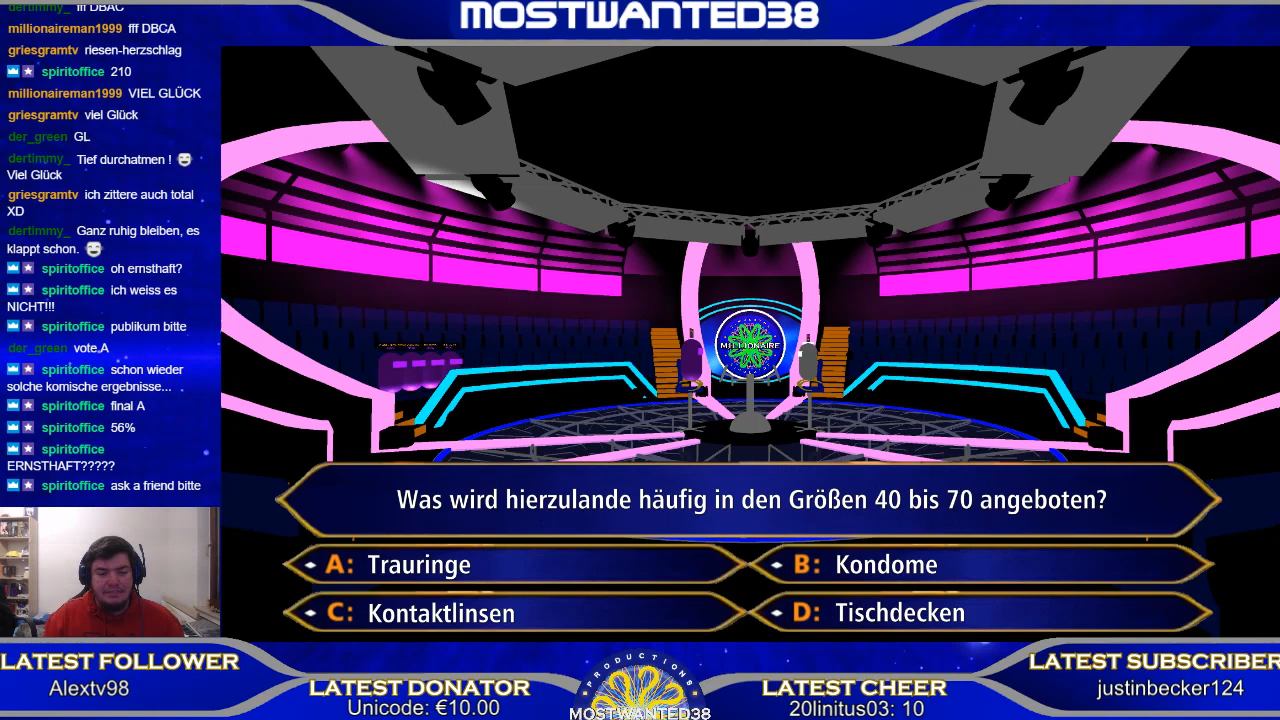 MOSTWANTED38
dertimmy_ fff DBAC
millionaireman1999 fff DBCA
griesgramtv riesen-herzschlag
spiritoffice 210
millionaireman1999 VIEL GLÜCK
griesgramtv viel Glück
der_green GL
dertimmy_ Tief durchatmen !
Viel Glück
griesgramtv ich zittere auch total
XD
dertimmy_ Ganz ruhig bleiben, es
klappt schon.
spiritoffice oh ernsthaft?
spiritoffice ich weiss es
NICHT!!!
spiritoffice publikum bitte
der_green vote,A
spiritoffice schon wieder
solche komische ergebnisse...
spiritoffice final A
spiritoffice 56%
spiritoffice
ERNSTHAFT?????
spiritoffice ask a friend bitte
MILLIONAIRE
Was wird hierzulande häufig in den Größen 40 bis 70 angeboten?
A: Trauringe
B: Kondome
C: Kontaktlinsen
D: Tischdecken
LATEST FOLLOWER
Alextv98
LATEST DONATOR
Unicode: €10.00
PRODUCTIONS
MOSTWANTED38
LATEST CHEER
20linitus03: 10
LATEST SUBSCRIBER
justinbecker124